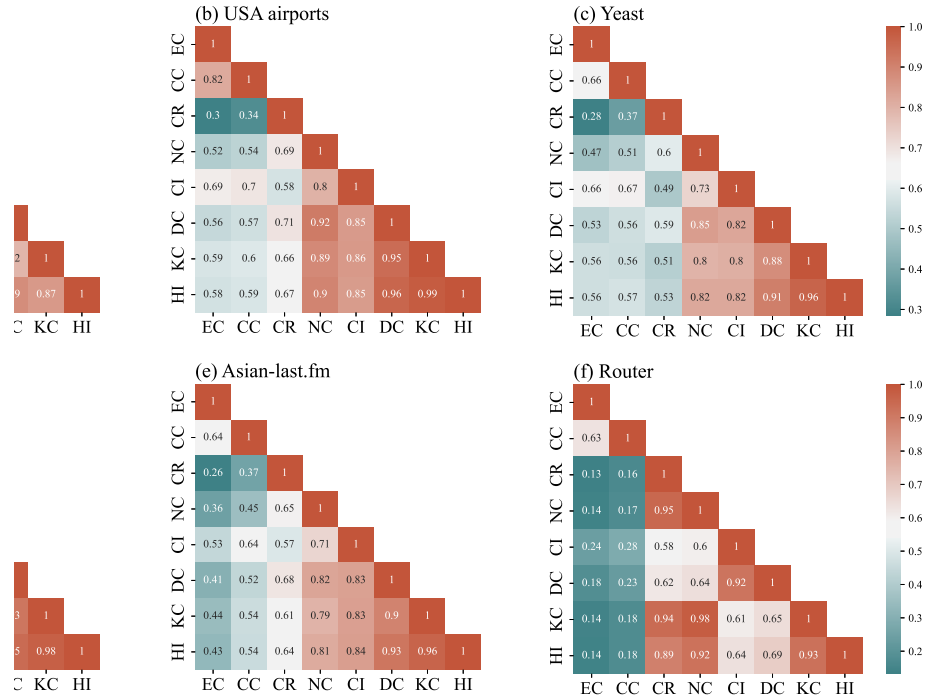 (b) USA airports
(c) Yeast
EC 1
CC 0.82 1
CR 0.3 0.34 1
NC 0.52 0.54 0.69 1
CI 0.69 0.7 0.58 0.8 1
DC 0.56 0.57 0.71 0.92 0.85 1
KC 0.59 0.6 0.66 0.89 0.86 0.95 1
HI 0.58 0.59 0.67 0.9 0.85 0.96 0.99 1
EC CC CR NC CI DC KC HI
EC 1
CC 0.66 1
CR 0.28 0.37 1
NC 0.47 0.51 0.6 1
CI 0.66 0.67 0.49 0.73 1
DC 0.53 0.56 0.59 0.85 0.82 1
KC 0.56 0.56 0.51 0.8 0.8 0.88 1
HI 0.56 0.57 0.53 0.82 0.82 0.91 0.96 1
EC CC CR NC CI DC KC HI
1.0
0.9
0.8
0.7
0.6
0.5
0.4
0.3
2 1
9 0.87 1
KC HI
(e) Asian-last.fm
(f) Router
EC 1
CC 0.64 1
CR 0.26 0.37 1
NC 0.36 0.45 0.65 1
CI 0.53 0.64 0.57 0.71 1
DC 0.41 0.52 0.68 0.82 0.83 1
KC 0.44 0.54 0.61 0.79 0.83 0.9 1
HI 0.43 0.54 0.64 0.81 0.84 0.93 0.96 1
EC CC CR NC CI DC KC HI
EC 1
CC 0.63 1
CR 0.13 0.16 1
NC 0.14 0.17 0.95 1
CI 0.24 0.28 0.58 0.6 1
DC 0.18 0.23 0.62 0.64 0.92 1
KC 0.14 0.18 0.94 0.98 0.61 0.65 1
HI 0.14 0.18 0.89 0.92 0.64 0.69 0.93 1
EC CC CR NC CI DC KC HI
1.0
0.9
0.8
0.7
0.6
0.5
0.4
0.3
0.2
3 1
5 0.98 1
C KC HI